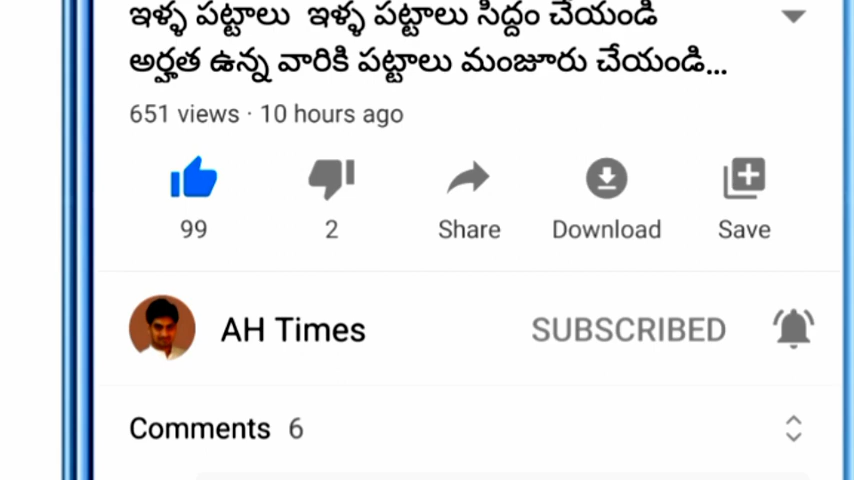 ఇళ్ళ పట్టాలు ఇళ్ళ పట్టాలు సిద్దం చేయండి
అర్హత ఉన్న వారికి పట్టాలు మంజూరు చేయండి...
651 views · 10 hours ago
99 2 Share Download Save
AH Times SUBSCRIBED
Comments 6